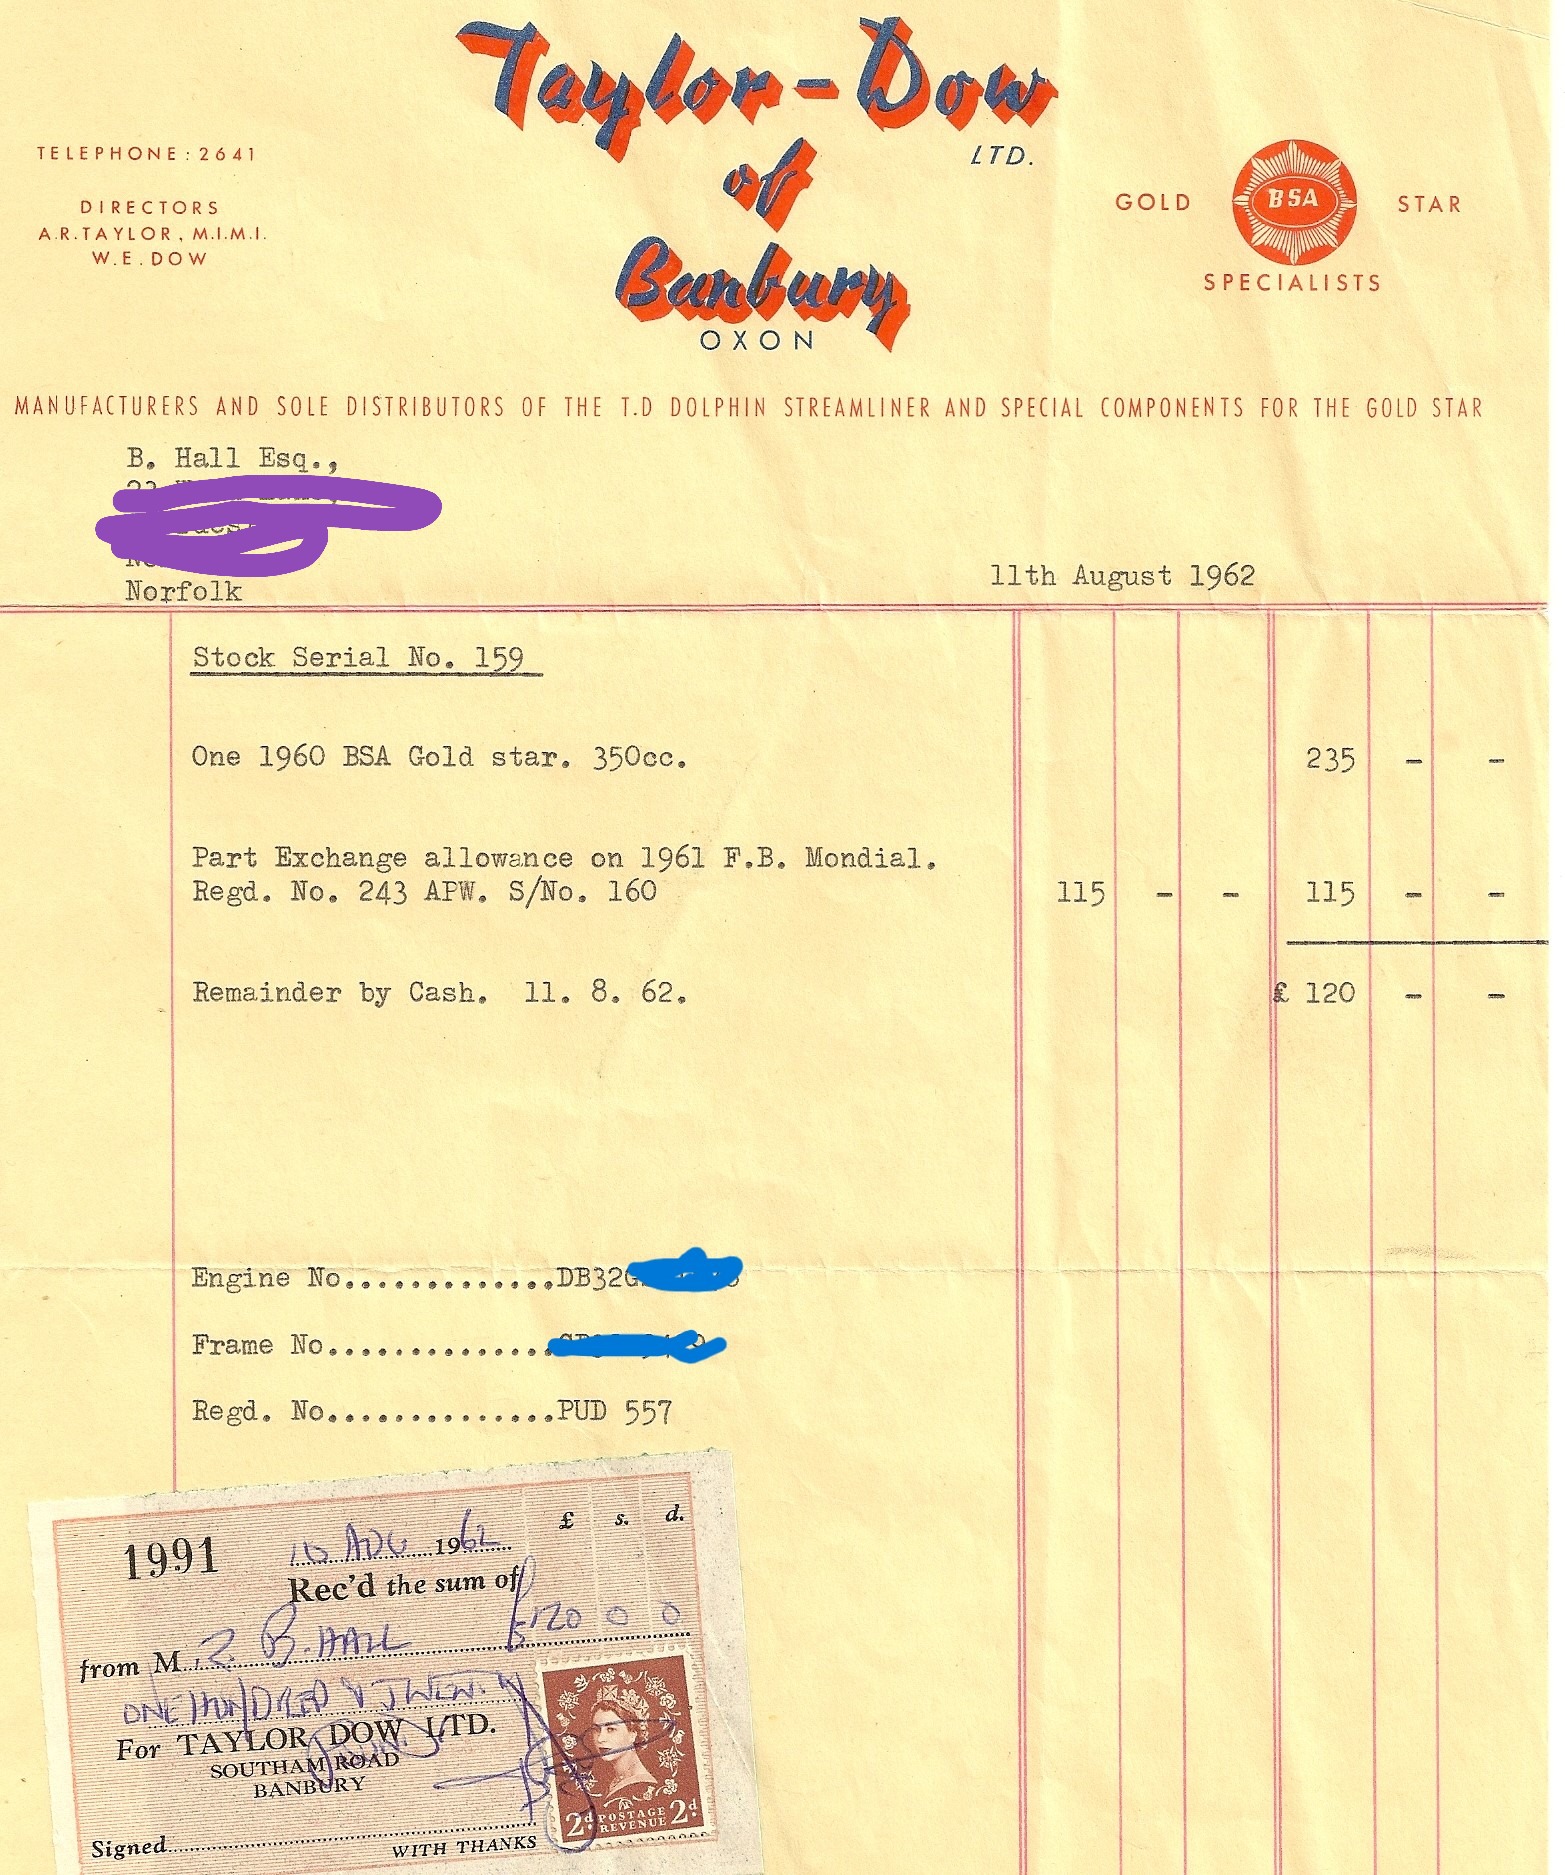 Taylor-Dow
LTD.
of
Banbury
OXON
TELEPHONE: 2641
DIRECTORS
A.R.TAYLOR, M.I.M.I.
W.E.DOW
GOLD BSA STAR
SPECIALISTS
MANUFACTURERS AND SOLE DISTRIBUTORS OF THE T.D DOLPHIN STREAMLINER AND SPECIAL COMPONENTS FOR THE GOLD STAR
B. Hall Esq.,
Norfolk
11th August 1962
Stock Serial No. 159
One 1960 BSA Gold star. 350cc. 235 - -
Part Exchange allowance on 1961 F.B. Mondial.
Regd. No. 243 APW. S/No. 160 115 - - 115 - -
Remainder by Cash. 11. 8. 62. £ 120 - -
Engine No.............DB32G
Frame No..............
Regd. No..............PUD 557
£ s. d.
1991 AUG 1962
Rec'd the sum of
from M B. HALL £120 0 0
ONE HUNDRED & TWENTY
For TAYLOR DOW LTD.
SOUTHAM ROAD
BANBURY
Signed
WITH THANKS
2d POSTAGE REVENUE 2d